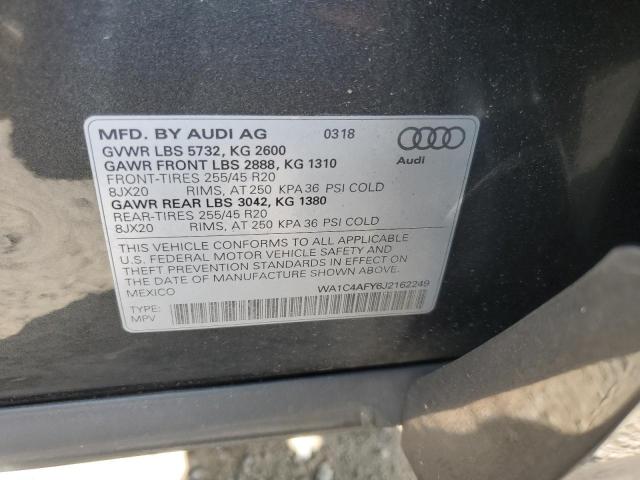 MFD. BY AUDI AG 0318
GVWR LBS 5732, KG 2600
GAWR FRONT LBS 2888, KG 1310
FRONT-TIRES 255/45 R20
8JX20 RIMS, AT 250 KPA 36 PSI COLD
GAWR REAR LBS 3042, KG 1380
REAR-TIRES 255/45 R20
8JX20 RIMS, AT 250 KPA 36 PSI COLD
Audi
THIS VEHICLE CONFORMS TO ALL APPLICABLE
U.S. FEDERAL MOTOR VEHICLE SAFETY AND
THEFT PREVENTION STANDARDS IN EFFECT ON
THE DATE OF MANUFACTURE SHOWN ABOVE.
MEXICO WA1C4AFY6J2162249
TYPE:
MPV